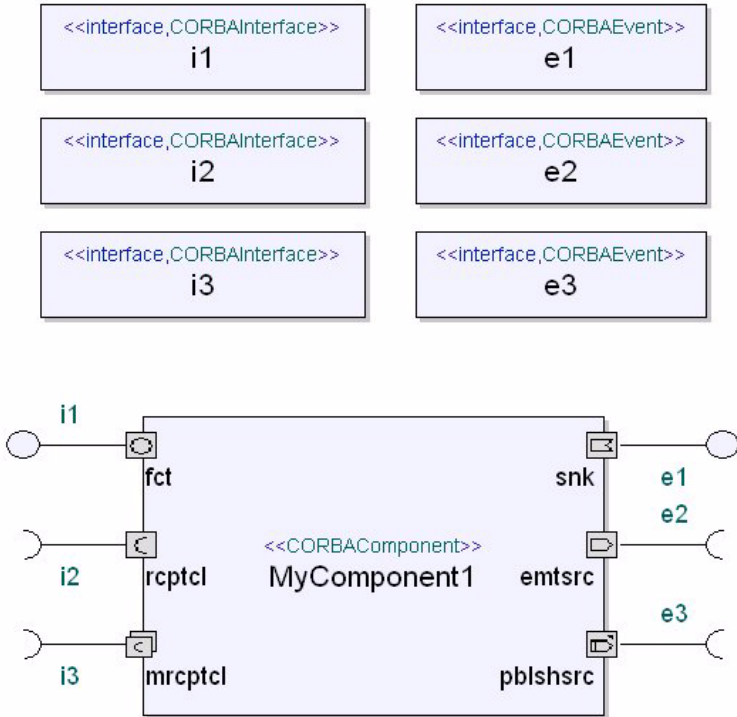 <<interface,CORBAInterface>>
i1
<<interface,CORBAEvent>>
e1
<<interface,CORBAInterface>>
i2
<<interface,CORBAEvent>>
e2
<<interface,CORBAInterface>>
i3
<<interface,CORBAEvent>>
e3
i1
fct
snk
e1
e2
<<CORBAComponent>>
i2
rcptcl
MyComponent1
emtsrc
e3
i3
mrcptcl
pblshsrc